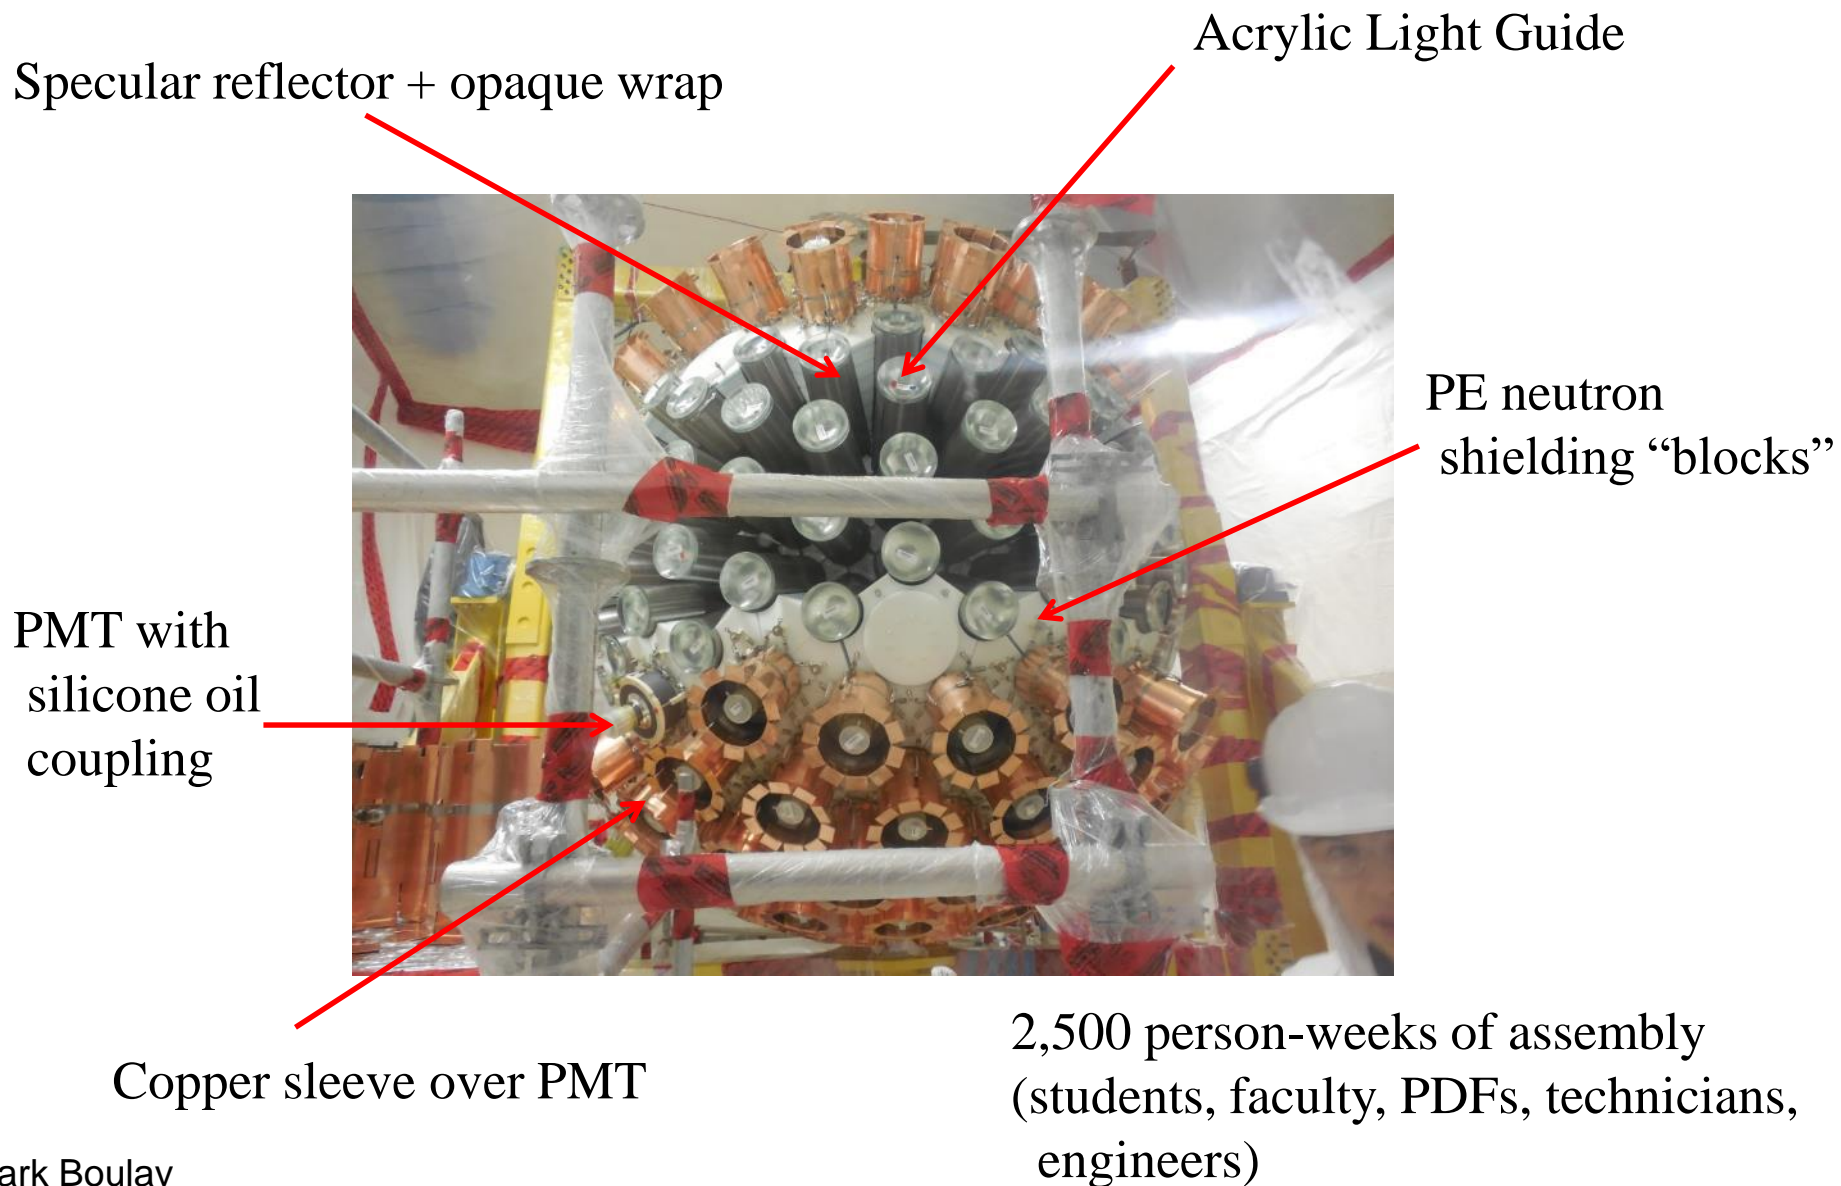 Acrylic Light Guide
Specular reflector + opaque wrap
PE neutron
shielding “blocks”
PMT with
silicone oil
coupling
Copper sleeve over PMT
2,500 person-weeks of assembly
(students, faculty, PDFs, technicians,
engineers)
ark Boulay